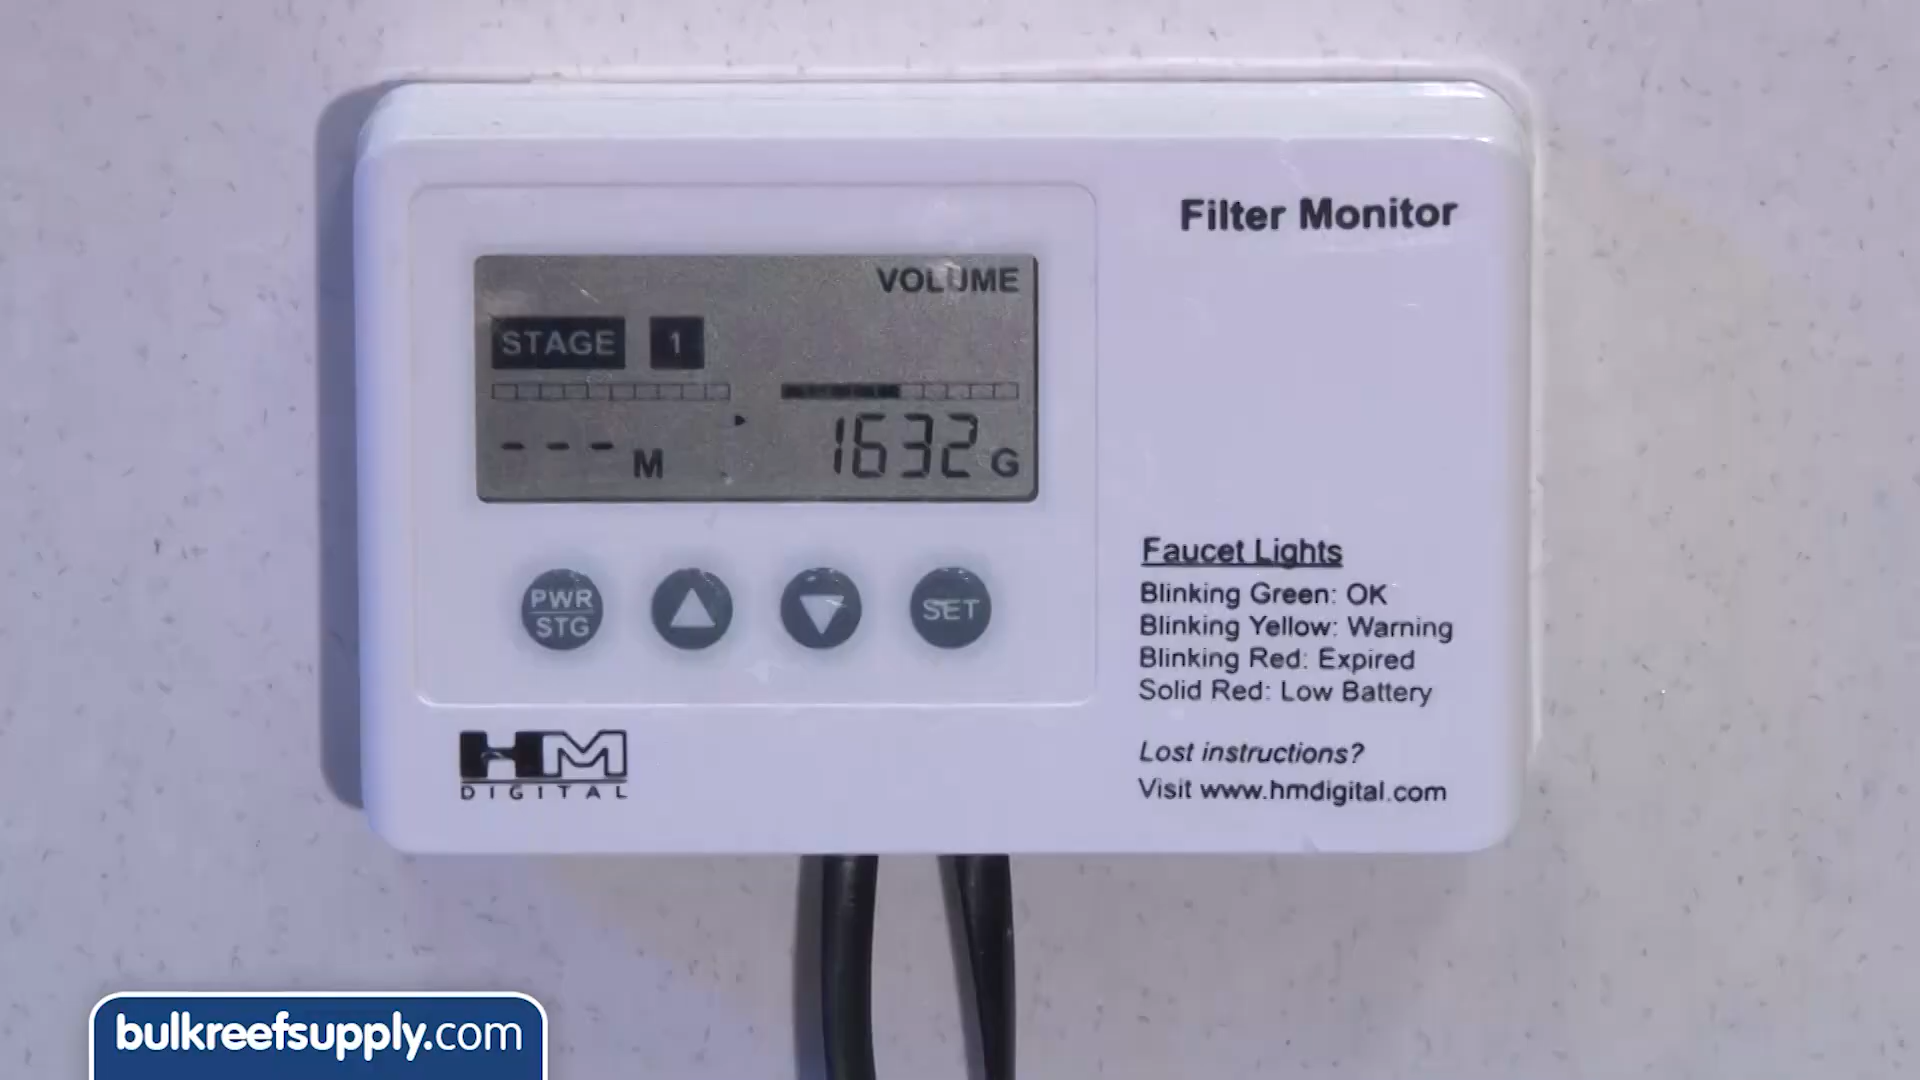 Filter Monitor
VOLUME
STAGE 1
--- M 1632 G
PWR
STG
SET
Faucet Lights
Blinking Green: OK
Blinking Yellow: Warning
Blinking Red: Expired
Solid Red: Low Battery
Lost instructions?
Visit www.hmdigital.com
HM
DIGITAL
bulkreefsupply.com